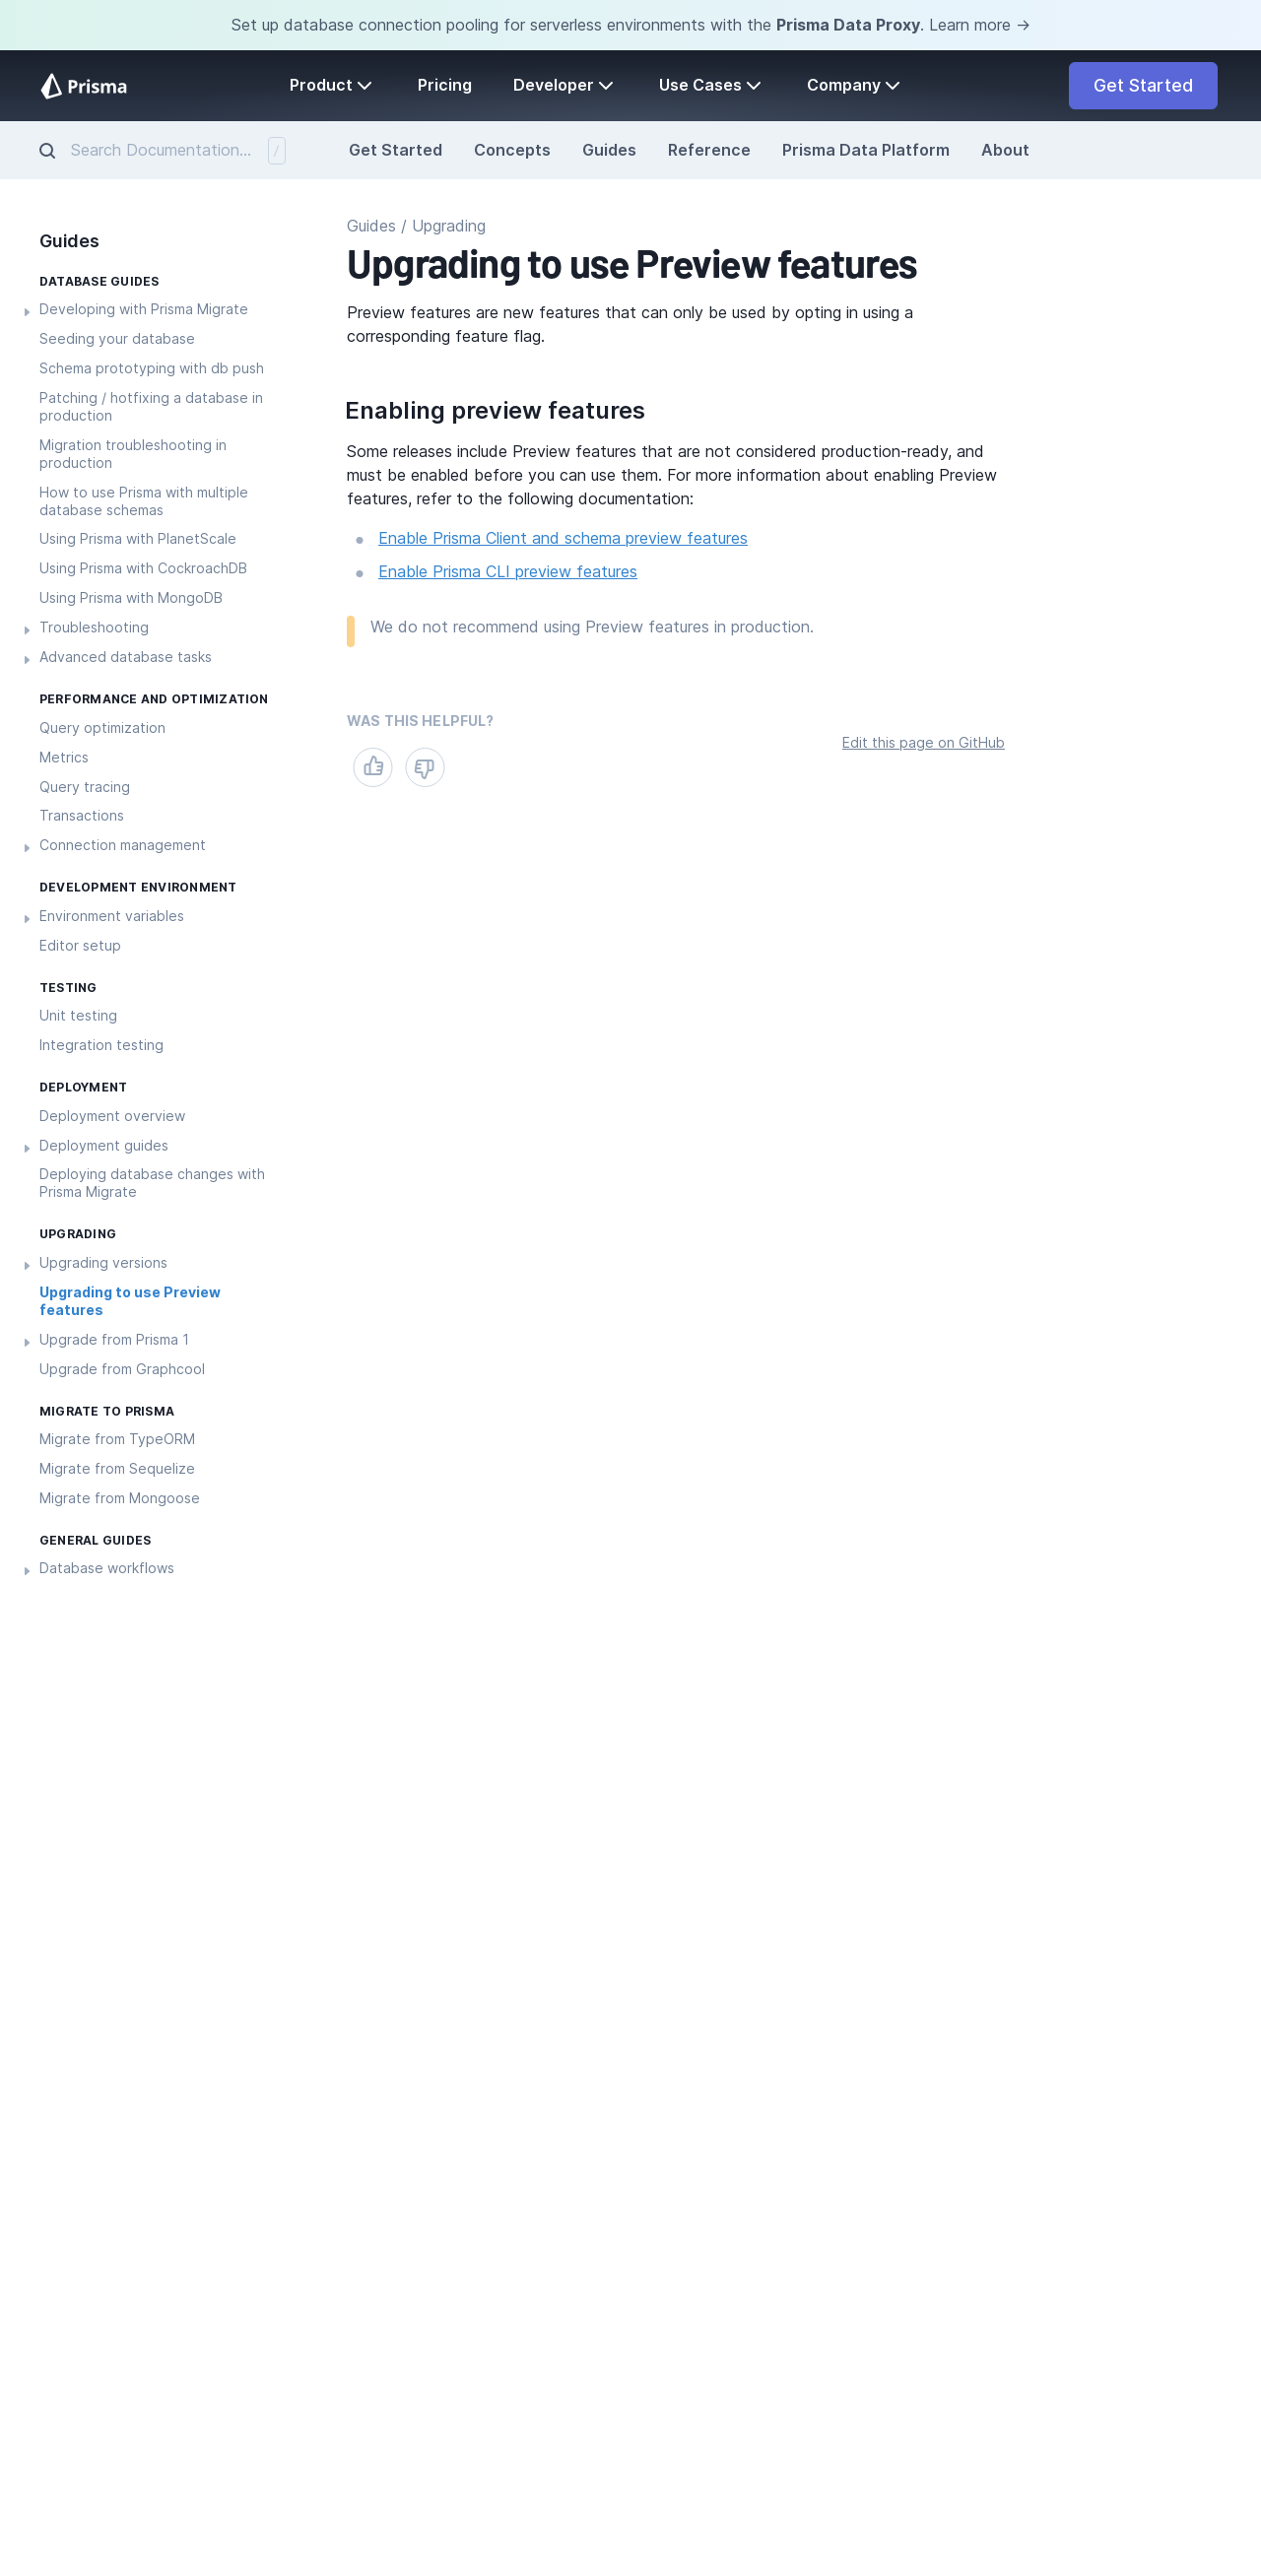 Set up database connection pooling for serverless environments with the Prisma Data Proxy. Learn more →
Prisma
Product
Pricing
Developer
Use Cases
Company
Get Started
Search Documentation...
/
Get Started
Concepts
Guides
Reference
Prisma Data Platform
About
Guides
DATABASE GUIDES
Developing with Prisma Migrate
Seeding your database
Schema prototyping with db push
Patching / hotfixing a database in
production
Migration troubleshooting in
production
How to use Prisma with multiple
database schemas
Using Prisma with PlanetScale
Using Prisma with CockroachDB
Using Prisma with MongoDB
Troubleshooting
Advanced database tasks
PERFORMANCE AND OPTIMIZATION
Query optimization
Metrics
Query tracing
Transactions
Connection management
DEVELOPMENT ENVIRONMENT
Environment variables
Editor setup
TESTING
Unit testing
Integration testing
DEPLOYMENT
Deployment overview
Deployment guides
Deploying database changes with
Prisma Migrate
UPGRADING
Upgrading versions
Upgrading to use Preview
features
Upgrade from Prisma 1
Upgrade from Graphcool
MIGRATE TO PRISMA
Migrate from TypeORM
Migrate from Sequelize
Migrate from Mongoose
GENERAL GUIDES
Database workflows
Guides / Upgrading
Upgrading to use Preview features
Preview features are new features that can only be used by opting in using a
corresponding feature flag.
Enabling preview features
Some releases include Preview features that are not considered production-ready, and
must be enabled before you can use them. For more information about enabling Preview
features, refer to the following documentation:
Enable Prisma Client and schema preview features
Enable Prisma CLI preview features
We do not recommend using Preview features in production.
WAS THIS HELPFUL?
Edit this page on GitHub